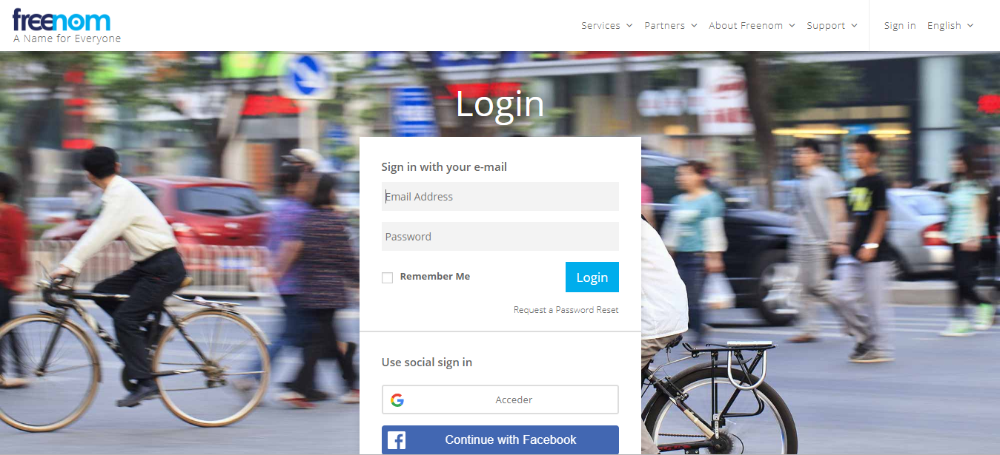 freenom
A Name for Everyone
Services Partners About Freenom Support Sign in English
Login
Sign in with your e-mail
Email Address
Password
Remember Me
Login
Request a Password Reset
Use social sign in
Acceder
Continue with Facebook